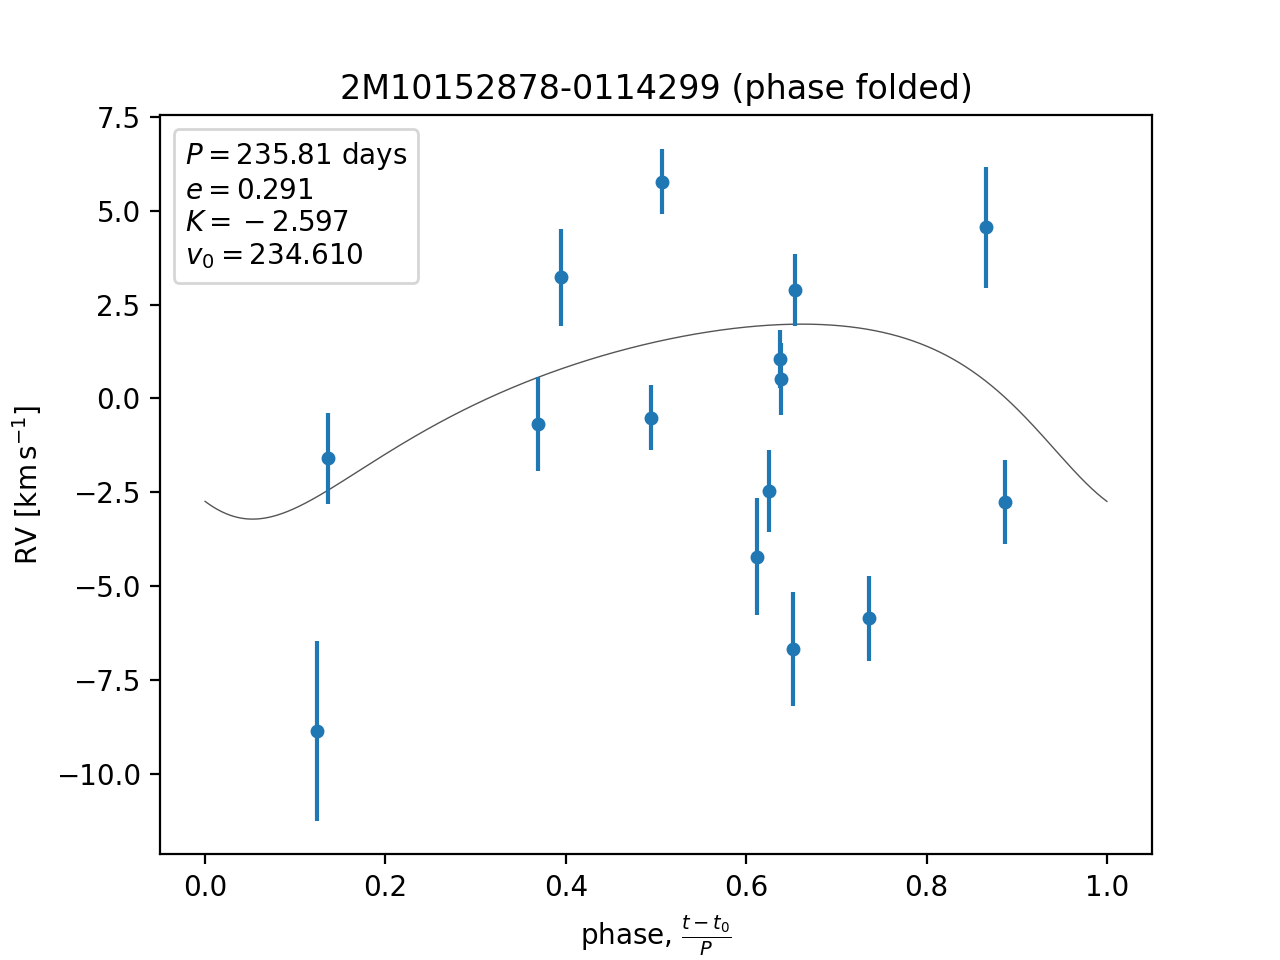 2M10152878-0114299 (phase folded)
P = 235.81 days
e = 0.291
K = −2.597
v₀ = 234.610
RV [km s⁻¹]
7.5
5.0
2.5
0.0
−2.5
−5.0
−7.5
−10.0
0.0 0.2 0.4 0.6 0.8 1.0
phase, (t − t₀)/P